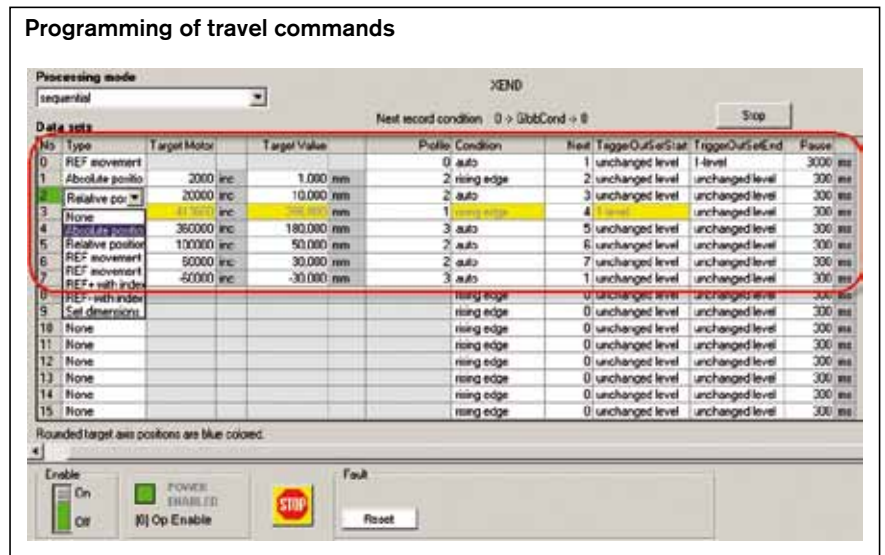 Programming of travel commands
Processing mode
sequential
XEND
Next record condition 0 -> GlobCond -> 0
Stop
Data sets
No Type Target Motor Target Value Profile Condition Next TriggerOutSetStart TriggerOutSetEnd Pause
0 REF movement 0 auto 1 unchanged level 1-level 3000 ms
1 Absolute positio 2000 inc 1.000 mm 2 rising edge 2 unchanged level unchanged level 300 ms
2 Relative por 20000 inc 10.000 mm 2 auto 3 unchanged level unchanged level 300 ms
3 None inc mm 1 rising edge 4 1-level unchanged level 300 ms
4 Absolute positio 360000 inc 180.000 mm 3 auto 5 unchanged level unchanged level 300 ms
5 Relative position 100000 inc 50.000 mm 2 auto 6 unchanged level unchanged level 300 ms
6 REF movement 60000 inc 30.000 mm 2 auto 7 unchanged level unchanged level 300 ms
7 REF movement -60000 inc -30.000 mm 3 auto 1 unchanged level unchanged level 300 ms
REF+ with index
REF- with index rising edge 0 unchanged level unchanged level 300 ms
9 Set dimensions rising edge 0 unchanged level unchanged level 300 ms
10 None rising edge 0 unchanged level unchanged level 300 ms
11 None rising edge 0 unchanged level unchanged level 300 ms
12 None rising edge 0 unchanged level unchanged level 300 ms
13 None rising edge 0 unchanged level unchanged level 300 ms
14 None rising edge 0 unchanged level unchanged level 300 ms
15 None rising edge 0 unchanged level unchanged level 300 ms
Rounded target axis positions are blue colored.
Enable
On
Off
POWER
ENABLED
[6] Op Enable
STOP
Fault
Reset